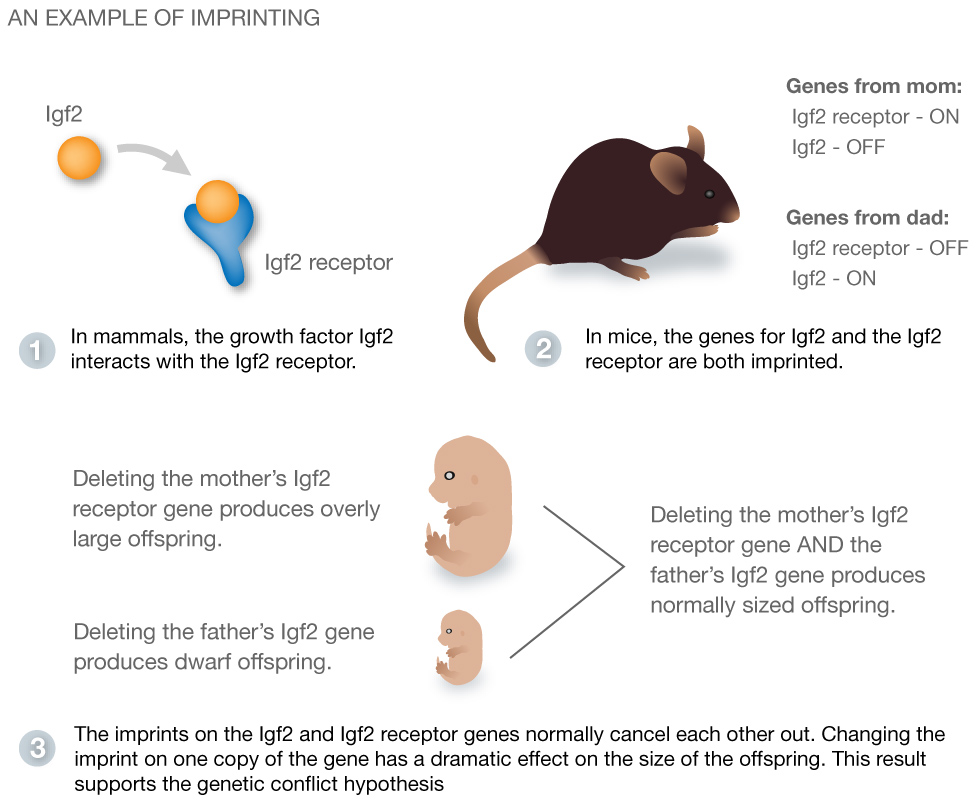 AN EXAMPLE OF IMPRINTING
Igf2
Igf2 receptor
1
In mammals, the growth factor Igf2
interacts with the Igf2 receptor.
Genes from mom:
Igf2 receptor - ON
Igf2 - OFF
Genes from dad:
Igf2 receptor - OFF
Igf2 - ON
2
In mice, the genes for Igf2 and the Igf2
receptor are both imprinted.
Deleting the mother’s Igf2
receptor gene produces overly
large offspring.
Deleting the father’s Igf2 gene
produces dwarf offspring.
Deleting the mother’s Igf2
receptor gene AND the
father’s Igf2 gene produces
normally sized offspring.
3
The imprints on the Igf2 and Igf2 receptor genes normally cancel each other out. Changing the
imprint on one copy of the gene has a dramatic effect on the size of the offspring. This result
supports the genetic conflict hypothesis